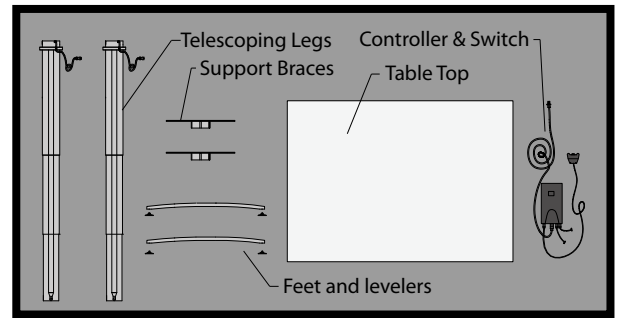 Telescoping Legs
Controller & Switch
Support Braces
Table Top
Feet and levelers